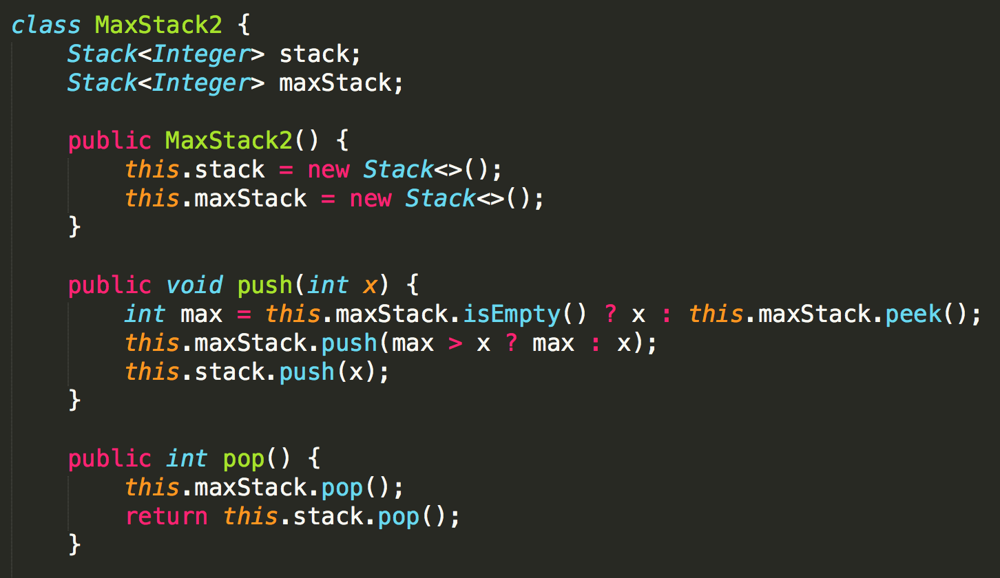 class MaxStack2 {
    Stack<Integer> stack;
    Stack<Integer> maxStack;

    public MaxStack2() {
        this.stack = new Stack<>();
        this.maxStack = new Stack<>();
    }

    public void push(int x) {
        int max = this.maxStack.isEmpty() ? x : this.maxStack.peek();
        this.maxStack.push(max > x ? max : x);
        this.stack.push(x);
    }

    public int pop() {
        this.maxStack.pop();
        return this.stack.pop();
    }